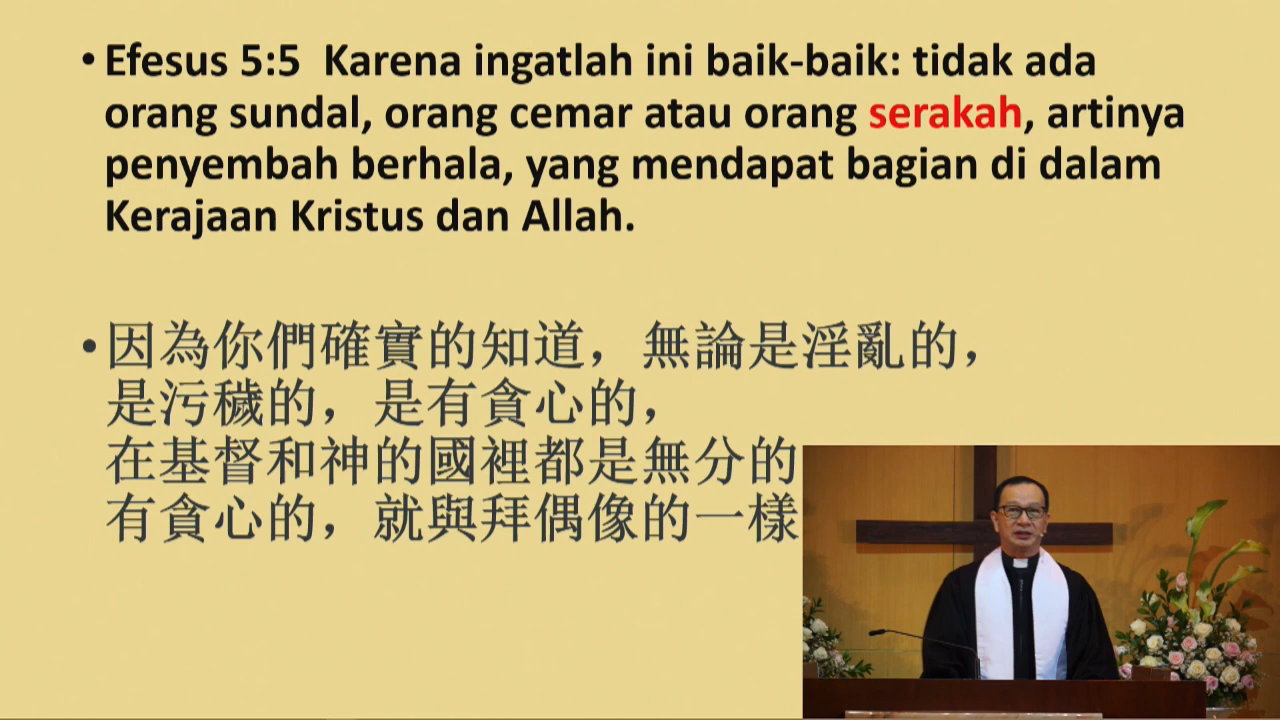 • Efesus 5:5 Karena ingatlah ini baik-baik: tidak ada
orang sundal, orang cemar atau orang serakah, artinya
penyembah berhala, yang mendapat bagian di dalam
Kerajaan Kristus dan Allah.
• 因為你們確實的知道，無論是淫亂的，
是污穢的，是有貪心的，
在基督和神的國裡都是無分的
有貪心的，就與拜偶像的一樣